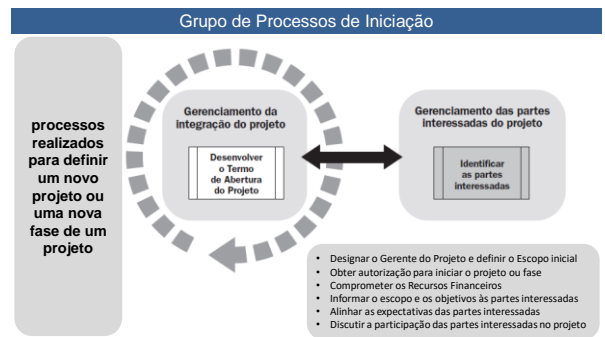 Grupo de Processos de Iniciação
processos
realizados
para definir
um novo
projeto ou
uma nova
fase de um
projeto
Gerenciamento da
integração do projeto
Desenvolver
o Termo
de Abertura
do Projeto
Gerenciamento das partes
interessadas do projeto
Identificar
as partes
interessadas
• Designar o Gerente do Projeto e definir o Escopo inicial
• Obter autorização para iniciar o projeto ou fase
• Comprometer os Recursos Financeiros
• Informar o escopo e os objetivos às partes interessadas
• Alinhar as expectativas das partes interessadas
• Discutir a participação das partes interessadas no projeto